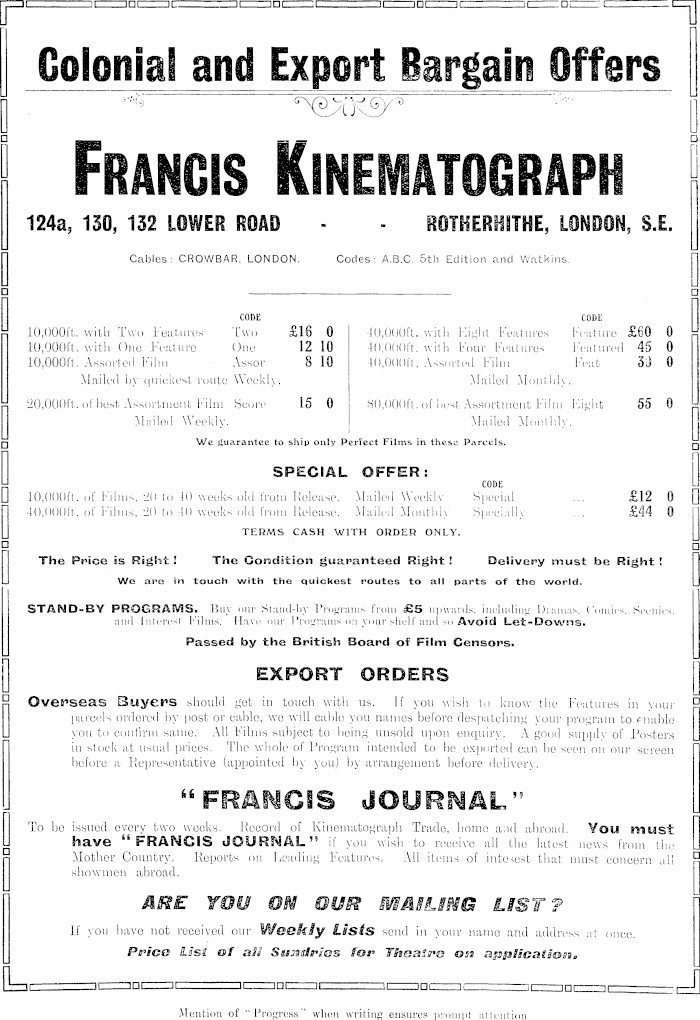 Colonial and Export Bargain Offers
FRANCIS KINEMATOGRAPH
124a, 130, 132 LOWER ROAD - - ROTHERHITHE, LONDON, S.E.
Cables: CROWBAR, LONDON. Codes: A.B.C. 5th Edition and Watkins.
CODE
10,000ft. with Two Features Two £16 0
10,000ft. with One Feature One 12 10
10,000ft. Assorted Film Assor 8 10
Mailed by quickest route Weekly.
20,000ft. of best Assortment Film Score 15 0
Mailed Weekly.
CODE
40,000ft. with Eight Features Feature £60 0
40,000ft. with Four Features Featured 45 0
40,000ft. Assorted Film Feat 30 0
Mailed Monthly.
80,000ft. of best Assortment Film Eight 55 0
Mailed Monthly.
We guarantee to ship only Perfect Films in these Parcels.
SPECIAL OFFER:
CODE
10,000ft. of Films, 20 to 40 weeks old from Release. Mailed Weekly Special ... £12 0
40,000ft. of Films, 20 to 40 weeks old from Release. Mailed Monthly Specially ... £44 0
TERMS CASH WITH ORDER ONLY.
The Price is Right! The Condition guaranteed Right! Delivery must be Right!
We are in touch with the quickest routes to all parts of the world.
STAND-BY PROGRAMS. Buy our Stand-by Programs from £5 upwards, including Dramas, Comics, Scenics,
and Interest Films. Have our Programs on your shelf and so Avoid Let-Downs.
Passed by the British Board of Film Censors.
EXPORT ORDERS
Overseas Buyers should get in touch with us. If you wish to know the Features in your
parcels ordered by post or cable, we will cable you names before despatching your program to enable
you to confirm same. All Films subject to being unsold upon enquiry. A good supply of Posters
in stock at usual prices. The whole of Program intended to be exported can be seen on our screen
before a Representative (appointed by you) by arrangement before delivery.
"FRANCIS JOURNAL"
To be issued every two weeks. Record of Kinematograph Trade, home and abroad. You must
have "FRANCIS JOURNAL" if you wish to receive all the latest news from the
Mother Country. Reports on Leading Features. All items of intesest that must concern all
showmen abroad.
ARE YOU ON OUR MAILING LIST?
If you have not received our Weekly Lists send in your name and address at once.
Price List of all Sundries for Theatre on application.
Mention of "Progress" when writing ensures prompt attention